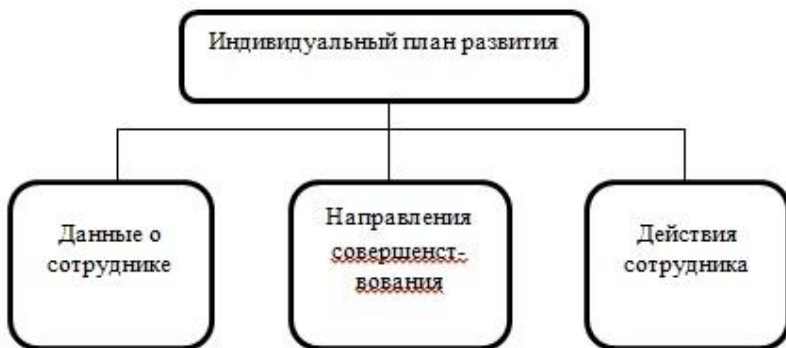 Индивидуальный план развития
Данные о
сотруднике
Направления
совершенст-
вования
Действия
сотрудника